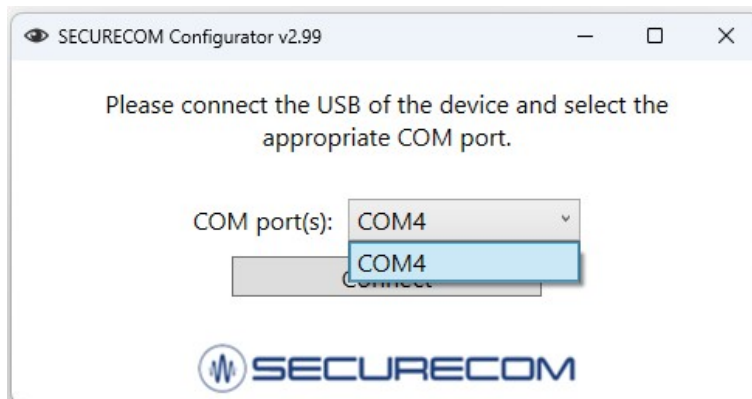 SECURECOM Configurator v2.99
Please connect the USB of the device and select the
appropriate COM port.
COM port(s): COM4
COM4
Connect
SECURECOM